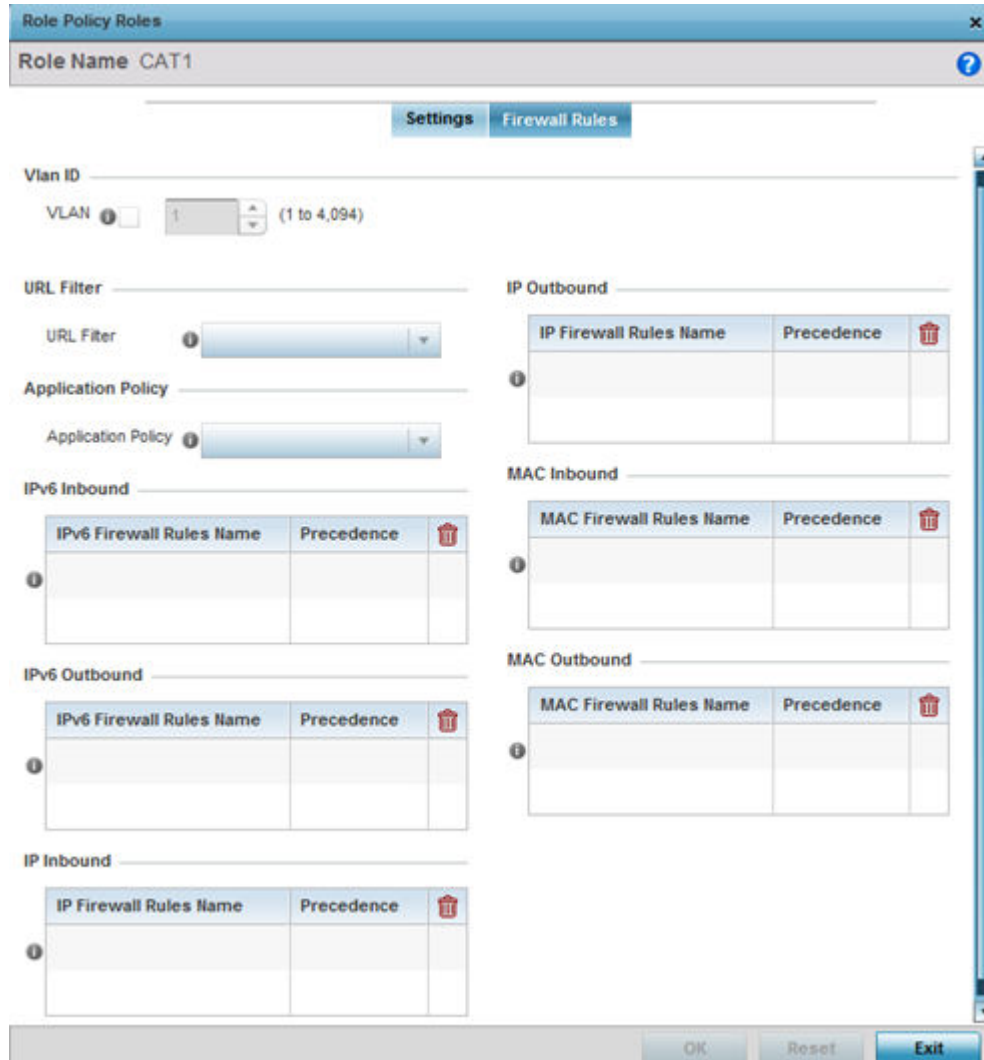 Role Policy Roles
Role Name CAT1
Settings
Firewall Rules
Vlan ID
VLAN 1 (1 to 4,094)
URL Filter
URL Filter
Application Policy
Application Policy
IPv6 Inbound
IPv6 Firewall Rules Name Precedence
IPv6 Outbound
IPv6 Firewall Rules Name Precedence
IP Inbound
IP Firewall Rules Name Precedence
IP Outbound
IP Firewall Rules Name Precedence
MAC Inbound
MAC Firewall Rules Name Precedence
MAC Outbound
MAC Firewall Rules Name Precedence
OK Reset Exit